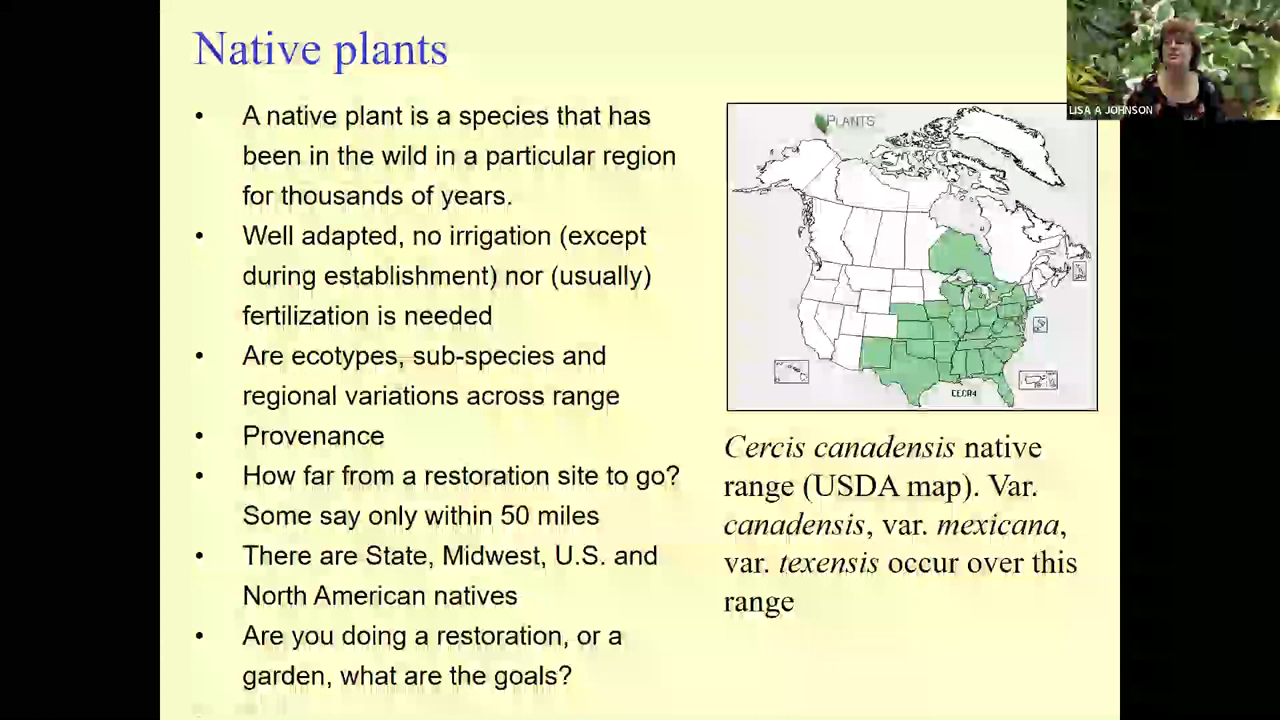 Native plants
• A native plant is a species that has
been in the wild in a particular region
for thousands of years.
• Well adapted, no irrigation (except
during establishment) nor (usually)
fertilization is needed
• Are ecotypes, sub-species and
regional variations across range
• Provenance
• How far from a restoration site to go?
Some say only within 50 miles
• There are State, Midwest, U.S. and
North American natives
• Are you doing a restoration, or a
garden, what are the goals?
LISA A JOHNSON
PLANTS
CECR4
Cercis canadensis native
range (USDA map). Var.
canadensis, var. mexicana,
var. texensis occur over this
range